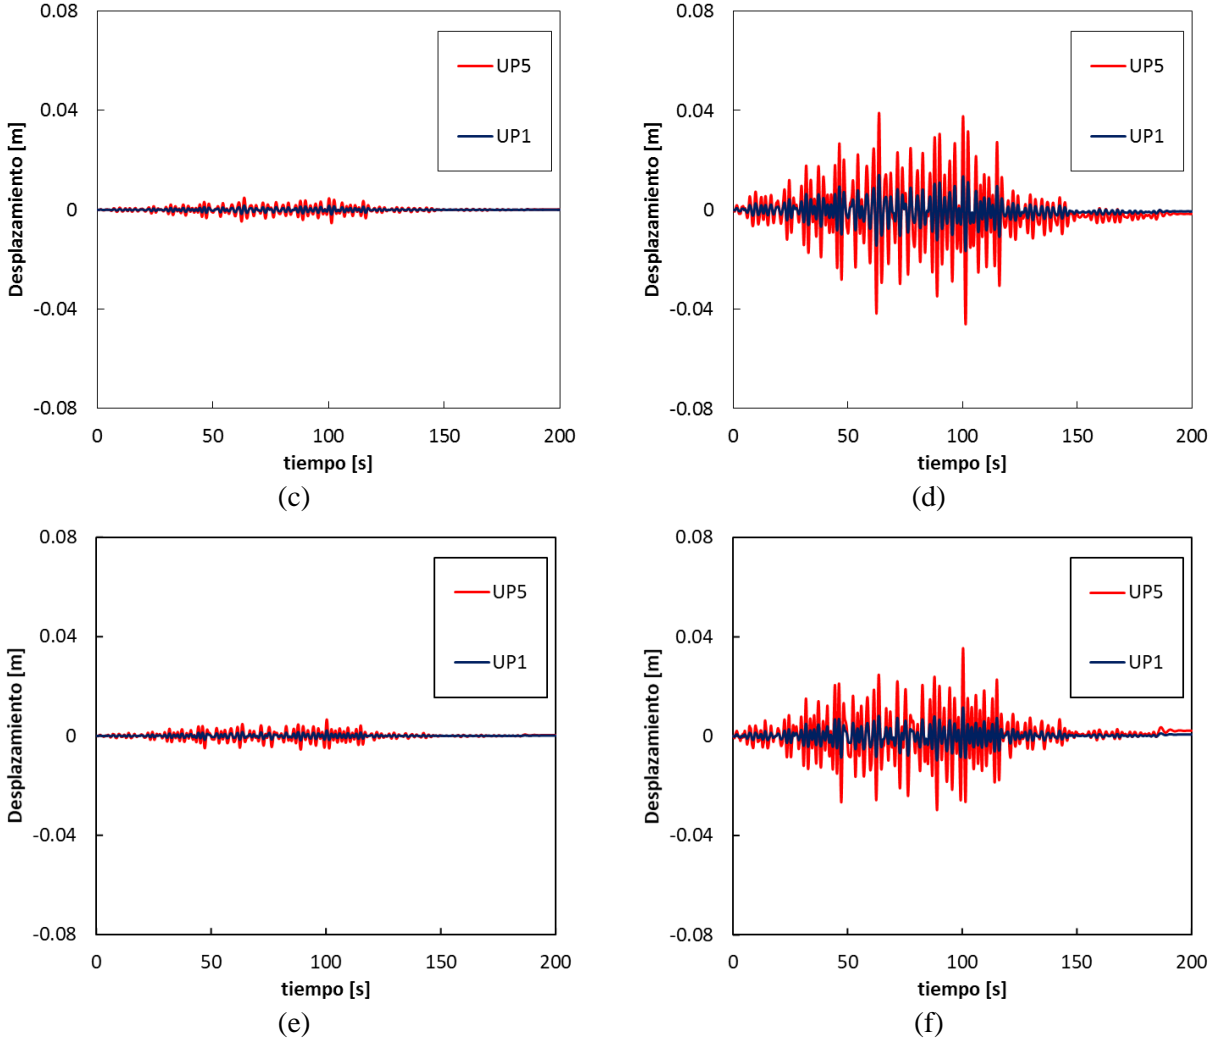 0.08
0.04
0
-0.04
-0.08
Desplazamiento [m]
UP5
UP1
0 50 100 150 200
tiempo [s]
(c)
0.08
0.04
0
-0.04
-0.08
Desplazamiento [m]
UP5
UP1
0 50 100 150 200
tiempo [s]
(d)
0.08
0.04
0
-0.04
-0.08
Desplazamiento [m]
UP5
UP1
0 50 100 150 200
tiempo [s]
(e)
0.08
0.04
0
-0.04
-0.08
Desplazamiento [m]
UP5
UP1
0 50 100 150 200
tiempo [s]
(f)